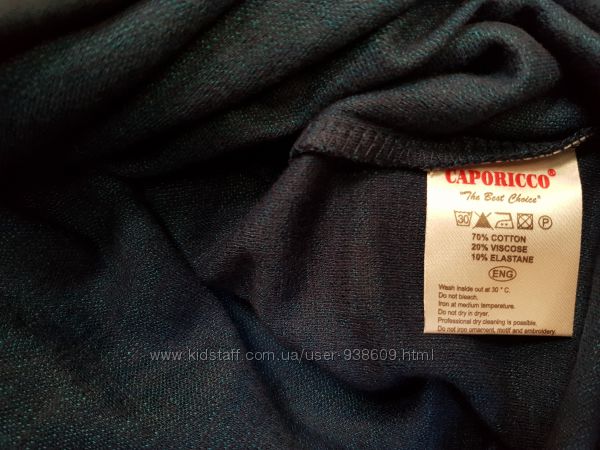 CAPORICCO®
"The Best Choice"
30 P
70% COTTON
20% VISCOSE
10% ELASTANE
ENG
Wash inside out at 30 ° C.
Do not bleach.
Iron at medium temperature.
Do not dry in dryer.
Professional dry cleaning is possible.
Do not iron ornament, motif and embroidery.
www.kidstaff.com.ua/user-938609.html